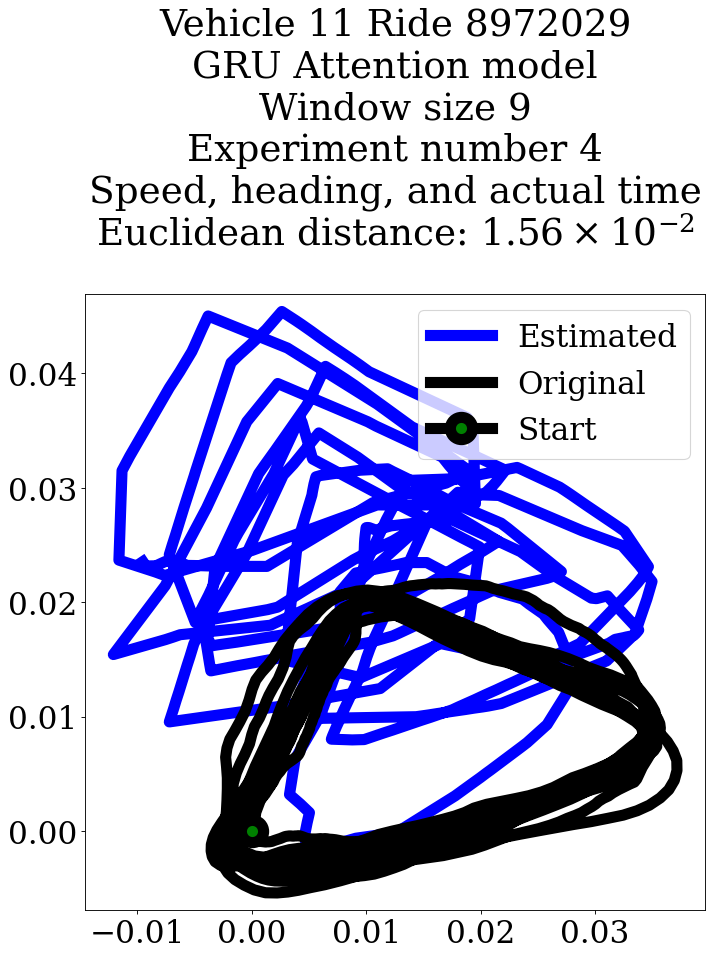 Vehicle 11 Ride 8972029
GRU Attention model
Window size 9
Experiment number 4
Speed, heading, and actual time
Euclidean distance: 1.56 × 10⁻²
Estimated
Original
Start
0.04
0.03
0.02
0.01
0.00
−0.01 0.00 0.01 0.02 0.03